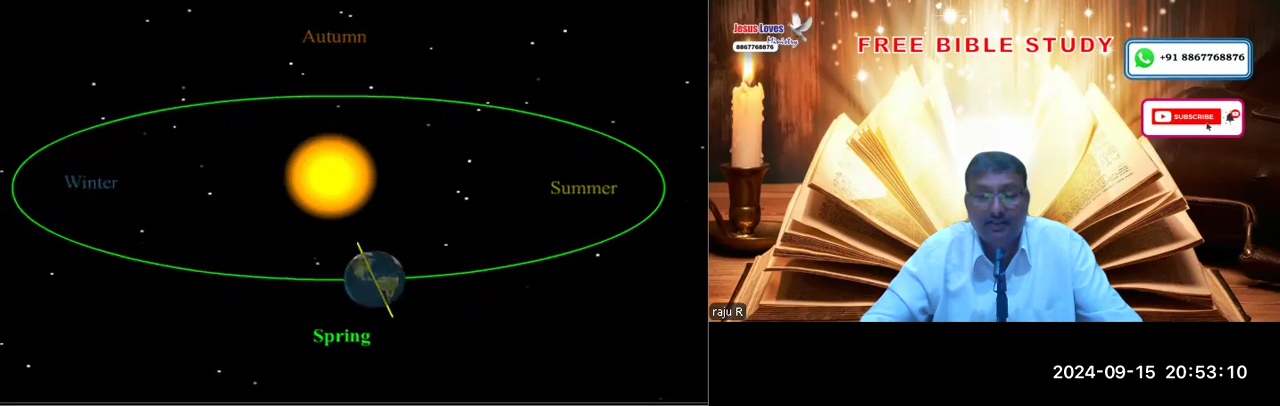 Autumn
Winter
Summer
Spring
Jesus Loves
Ministry
8867768876
FREE BIBLE STUDY
+91 8867768876
SUBSCRIBE
raju R
2024-09-15 20:53:10